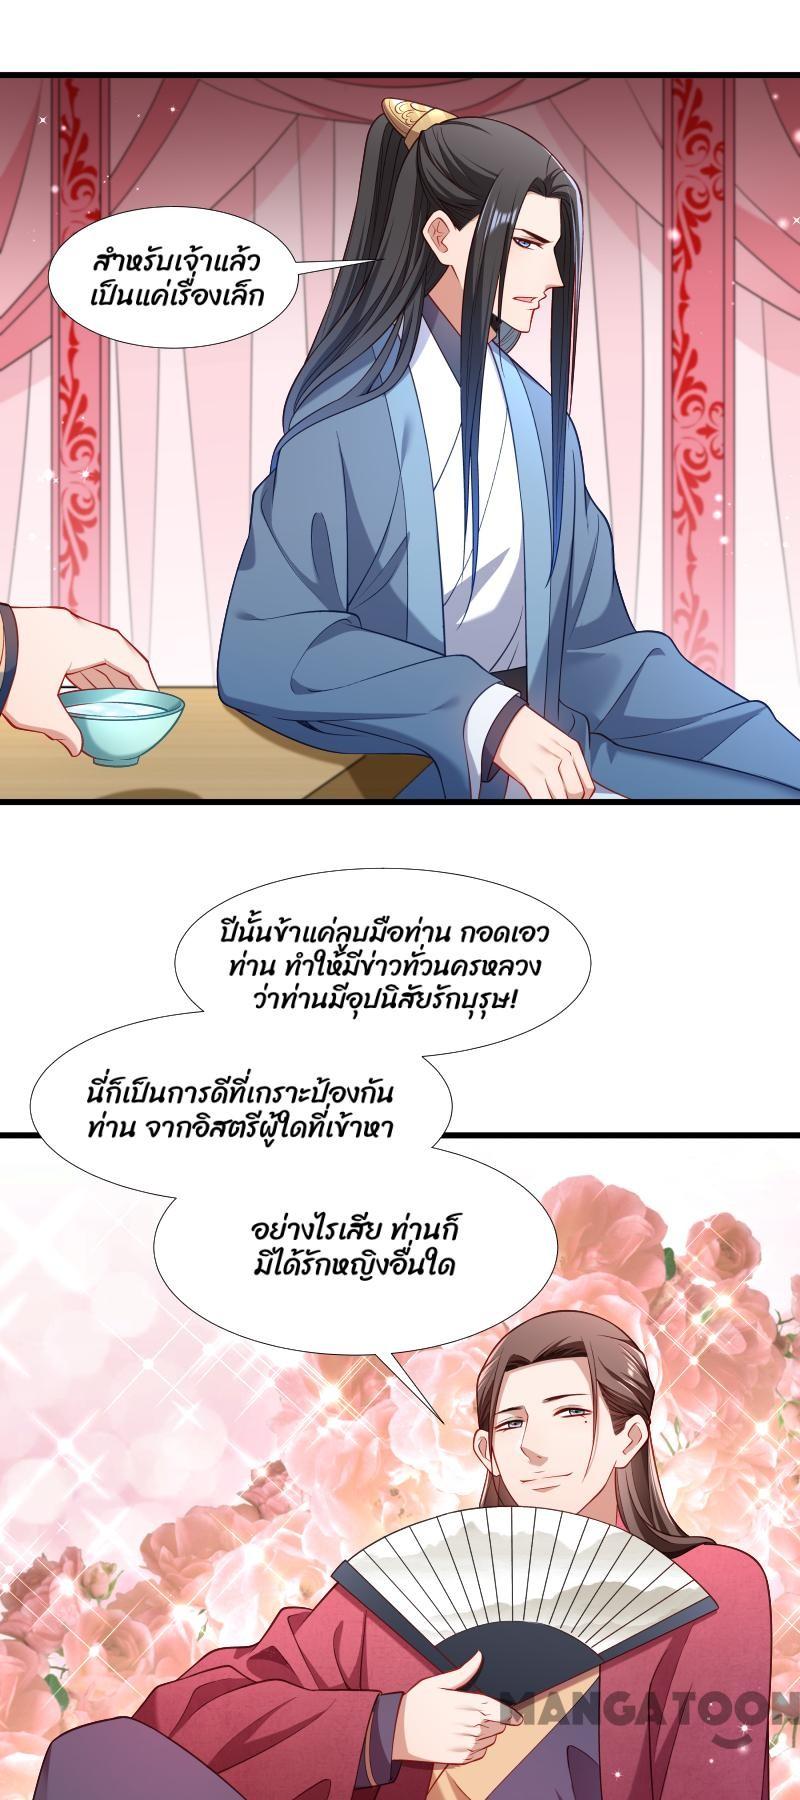 สำหรับเจ้าแล้ว
เป็นแค่เรื่องเล็ก
ปีนั้นข้าแค่ลูบมือท่าน กอดเอว
ท่าน ทำให้มีข่าวทั่วนครหลวง
ว่าท่านมีอุปนิสัยรักบุรุษ!
นี่ก็เป็นการดีที่เกราะป้องกัน
ท่าน จากอิสตรีผู้ใดที่เข้าหา
อย่างไรเสีย ท่านก็
มิได้รักหญิงอื่นใด
MANGATOON